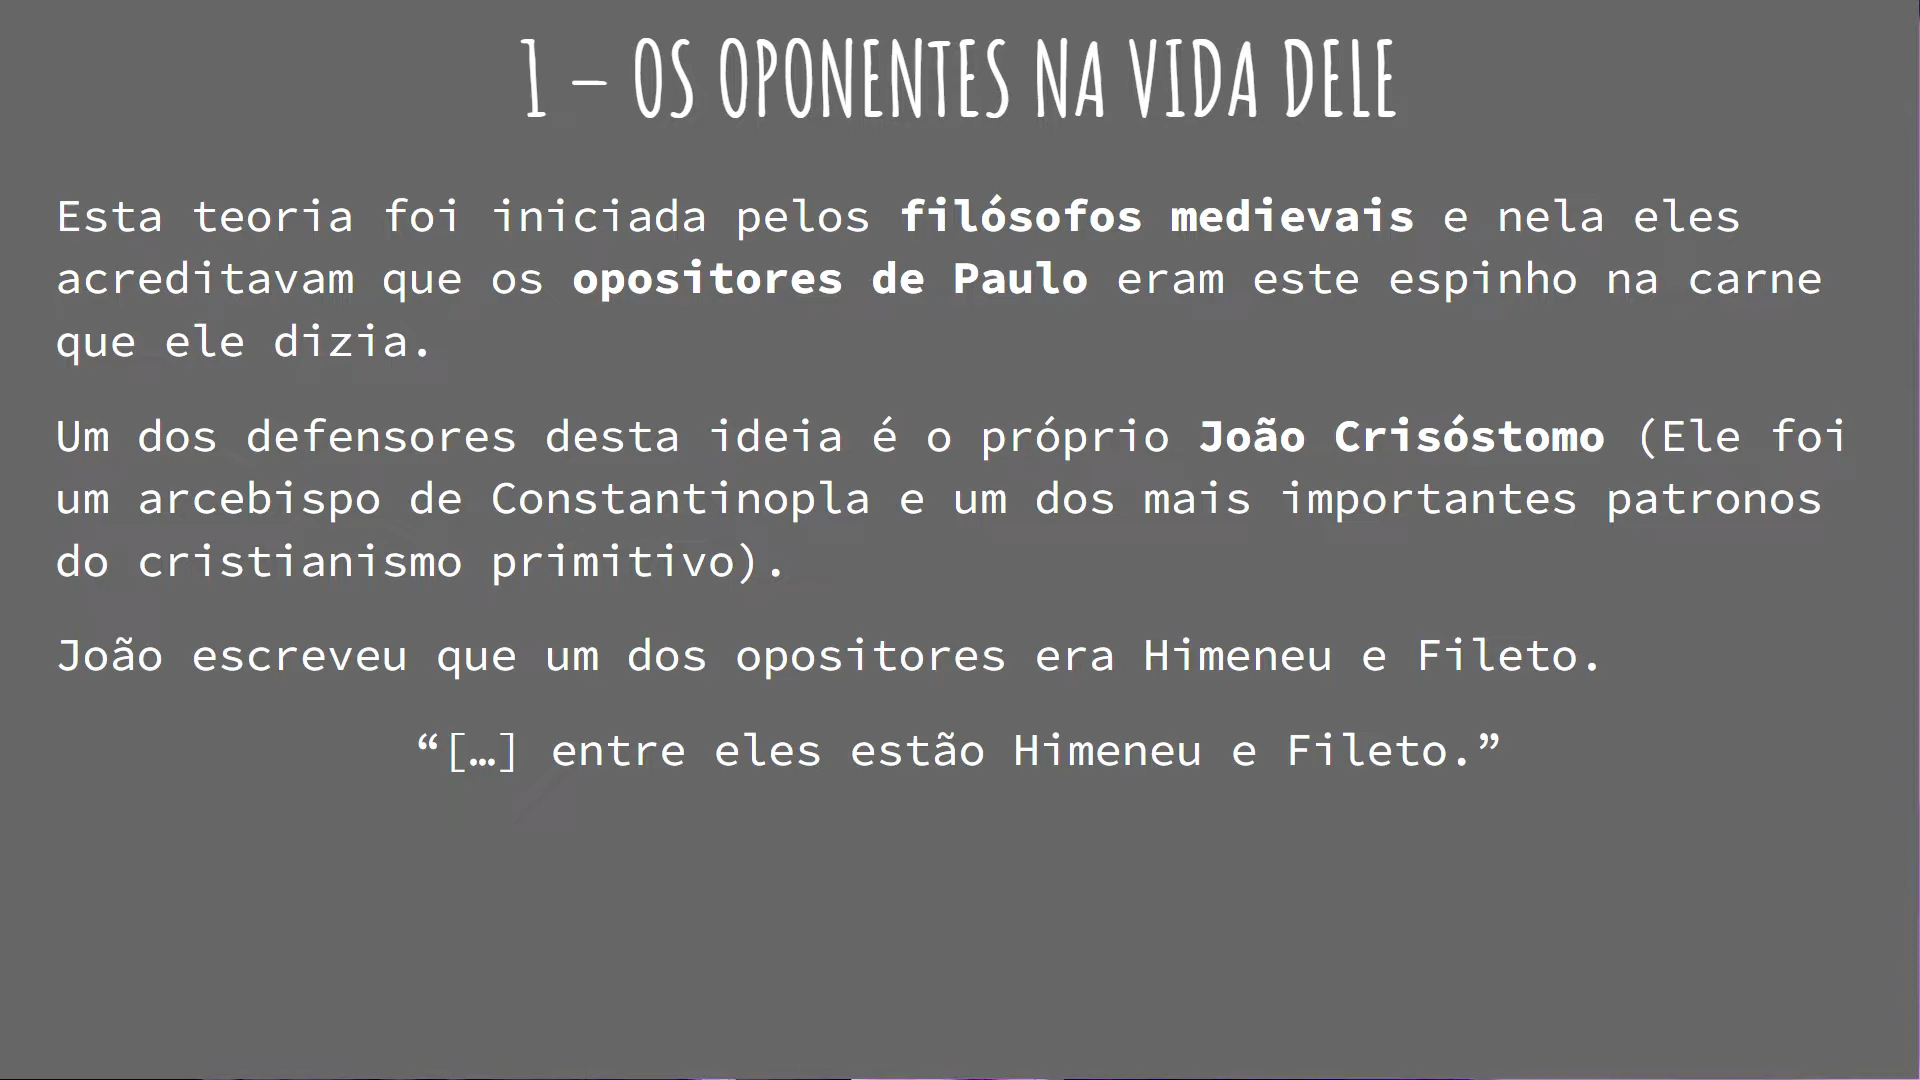 1 – OS OPONENTES NA VIDA DELE
Esta teoria foi iniciada pelos filósofos medievais e nela eles
acreditavam que os opositores de Paulo eram este espinho na carne
que ele dizia.
Um dos defensores desta ideia é o próprio João Crisóstomo (Ele foi
um arcebispo de Constantinopla e um dos mais importantes patronos
do cristianismo primitivo).
João escreveu que um dos opositores era Himeneu e Fileto.
“[…] entre eles estão Himeneu e Fileto.”